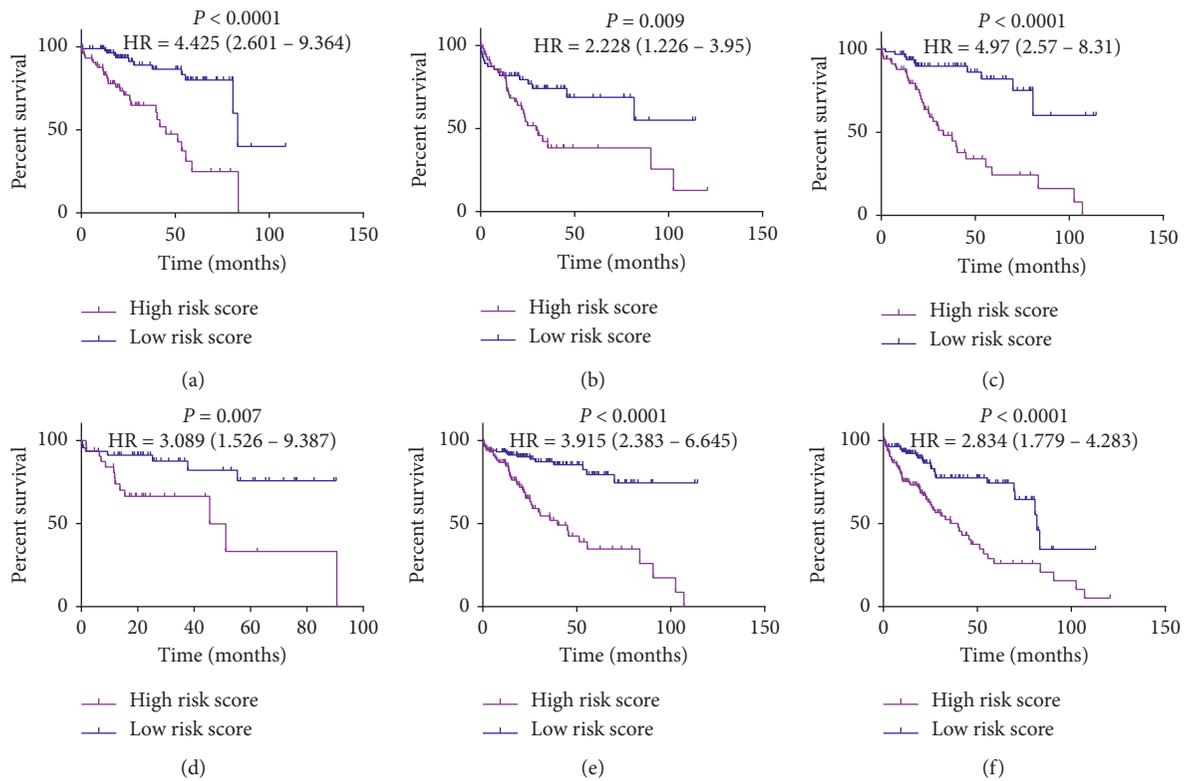 P < 0.0001
HR = 4.425 (2.601 – 9.364)
Percent survival
100
50
0
0 50 100 150
Time (months)
High risk score
Low risk score
(a)
P = 0.009
HR = 2.228 (1.226 – 3.95)
Percent survival
100
50
0
0 50 100 150
Time (months)
High risk score
Low risk score
(b)
P < 0.0001
HR = 4.97 (2.57 – 8.31)
Percent survival
100
50
0
0 50 100 150
Time (months)
High risk score
Low risk score
(c)
P = 0.007
HR = 3.089 (1.526 – 9.387)
Percent survival
100
50
0
0 20 40 60 80 100
Time (months)
High risk score
Low risk score
(d)
P < 0.0001
HR = 3.915 (2.383 – 6.645)
Percent survival
100
50
0
0 50 100 150
Time (months)
High risk score
Low risk score
(e)
P < 0.0001
HR = 2.834 (1.779 – 4.283)
Percent survival
100
50
0
0 50 100 150
Time (months)
High risk score
Low risk score
(f)